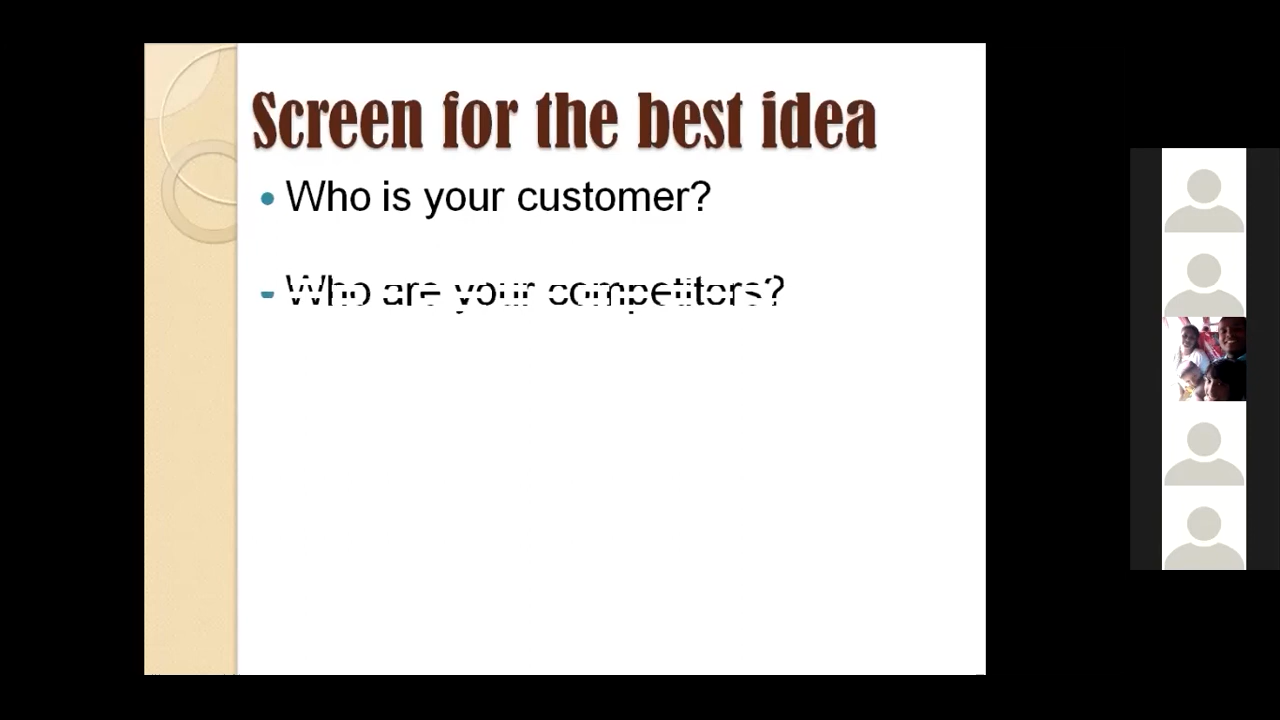 Screen for the best idea
• Who is your customer?
Who are your competitors?